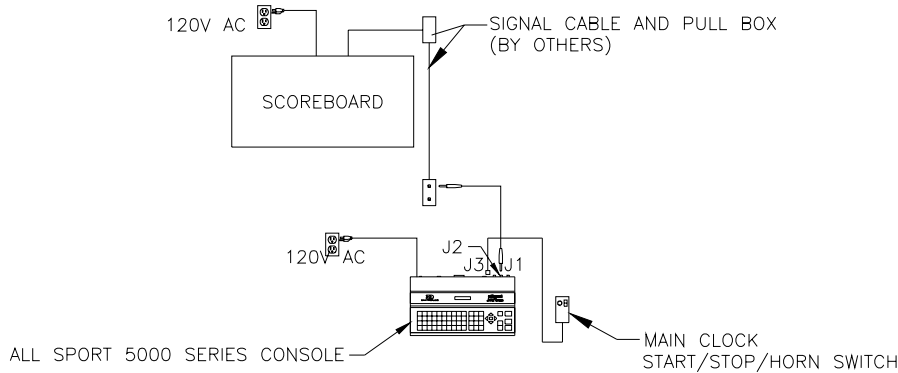 120V AC
SIGNAL CABLE AND PULL BOX
(BY OTHERS)
SCOREBOARD
120V AC
J2
J3
J1
ALL SPORT 5000 SERIES CONSOLE
MAIN CLOCK
START/STOP/HORN SWITCH